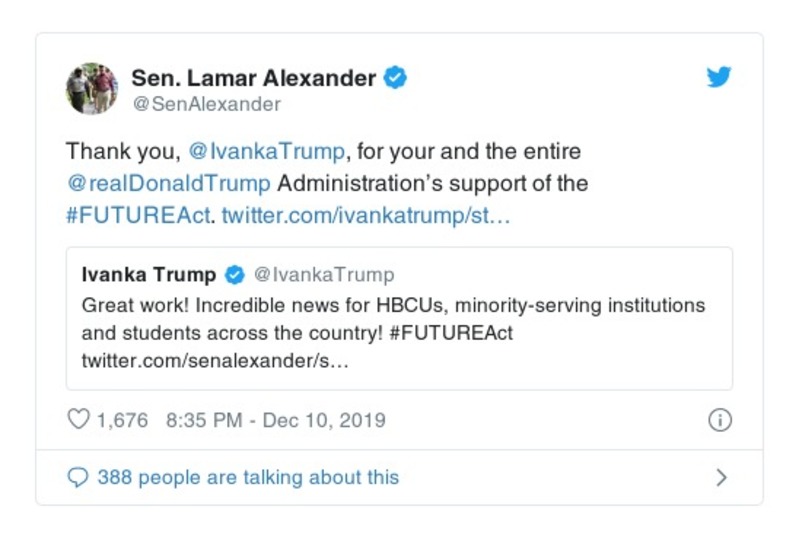 Sen. Lamar Alexander
@SenAlexander
Thank you, @IvankaTrump, for your and the entire
@realDonaldTrump Administration’s support of the
#FUTUREAct. twitter.com/ivankatrump/st…
Ivanka Trump @IvankaTrump
Great work! Incredible news for HBCUs, minority-serving institutions
and students across the country! #FUTUREAct
twitter.com/senalexander/s…
1,676 8:35 PM - Dec 10, 2019
388 people are talking about this